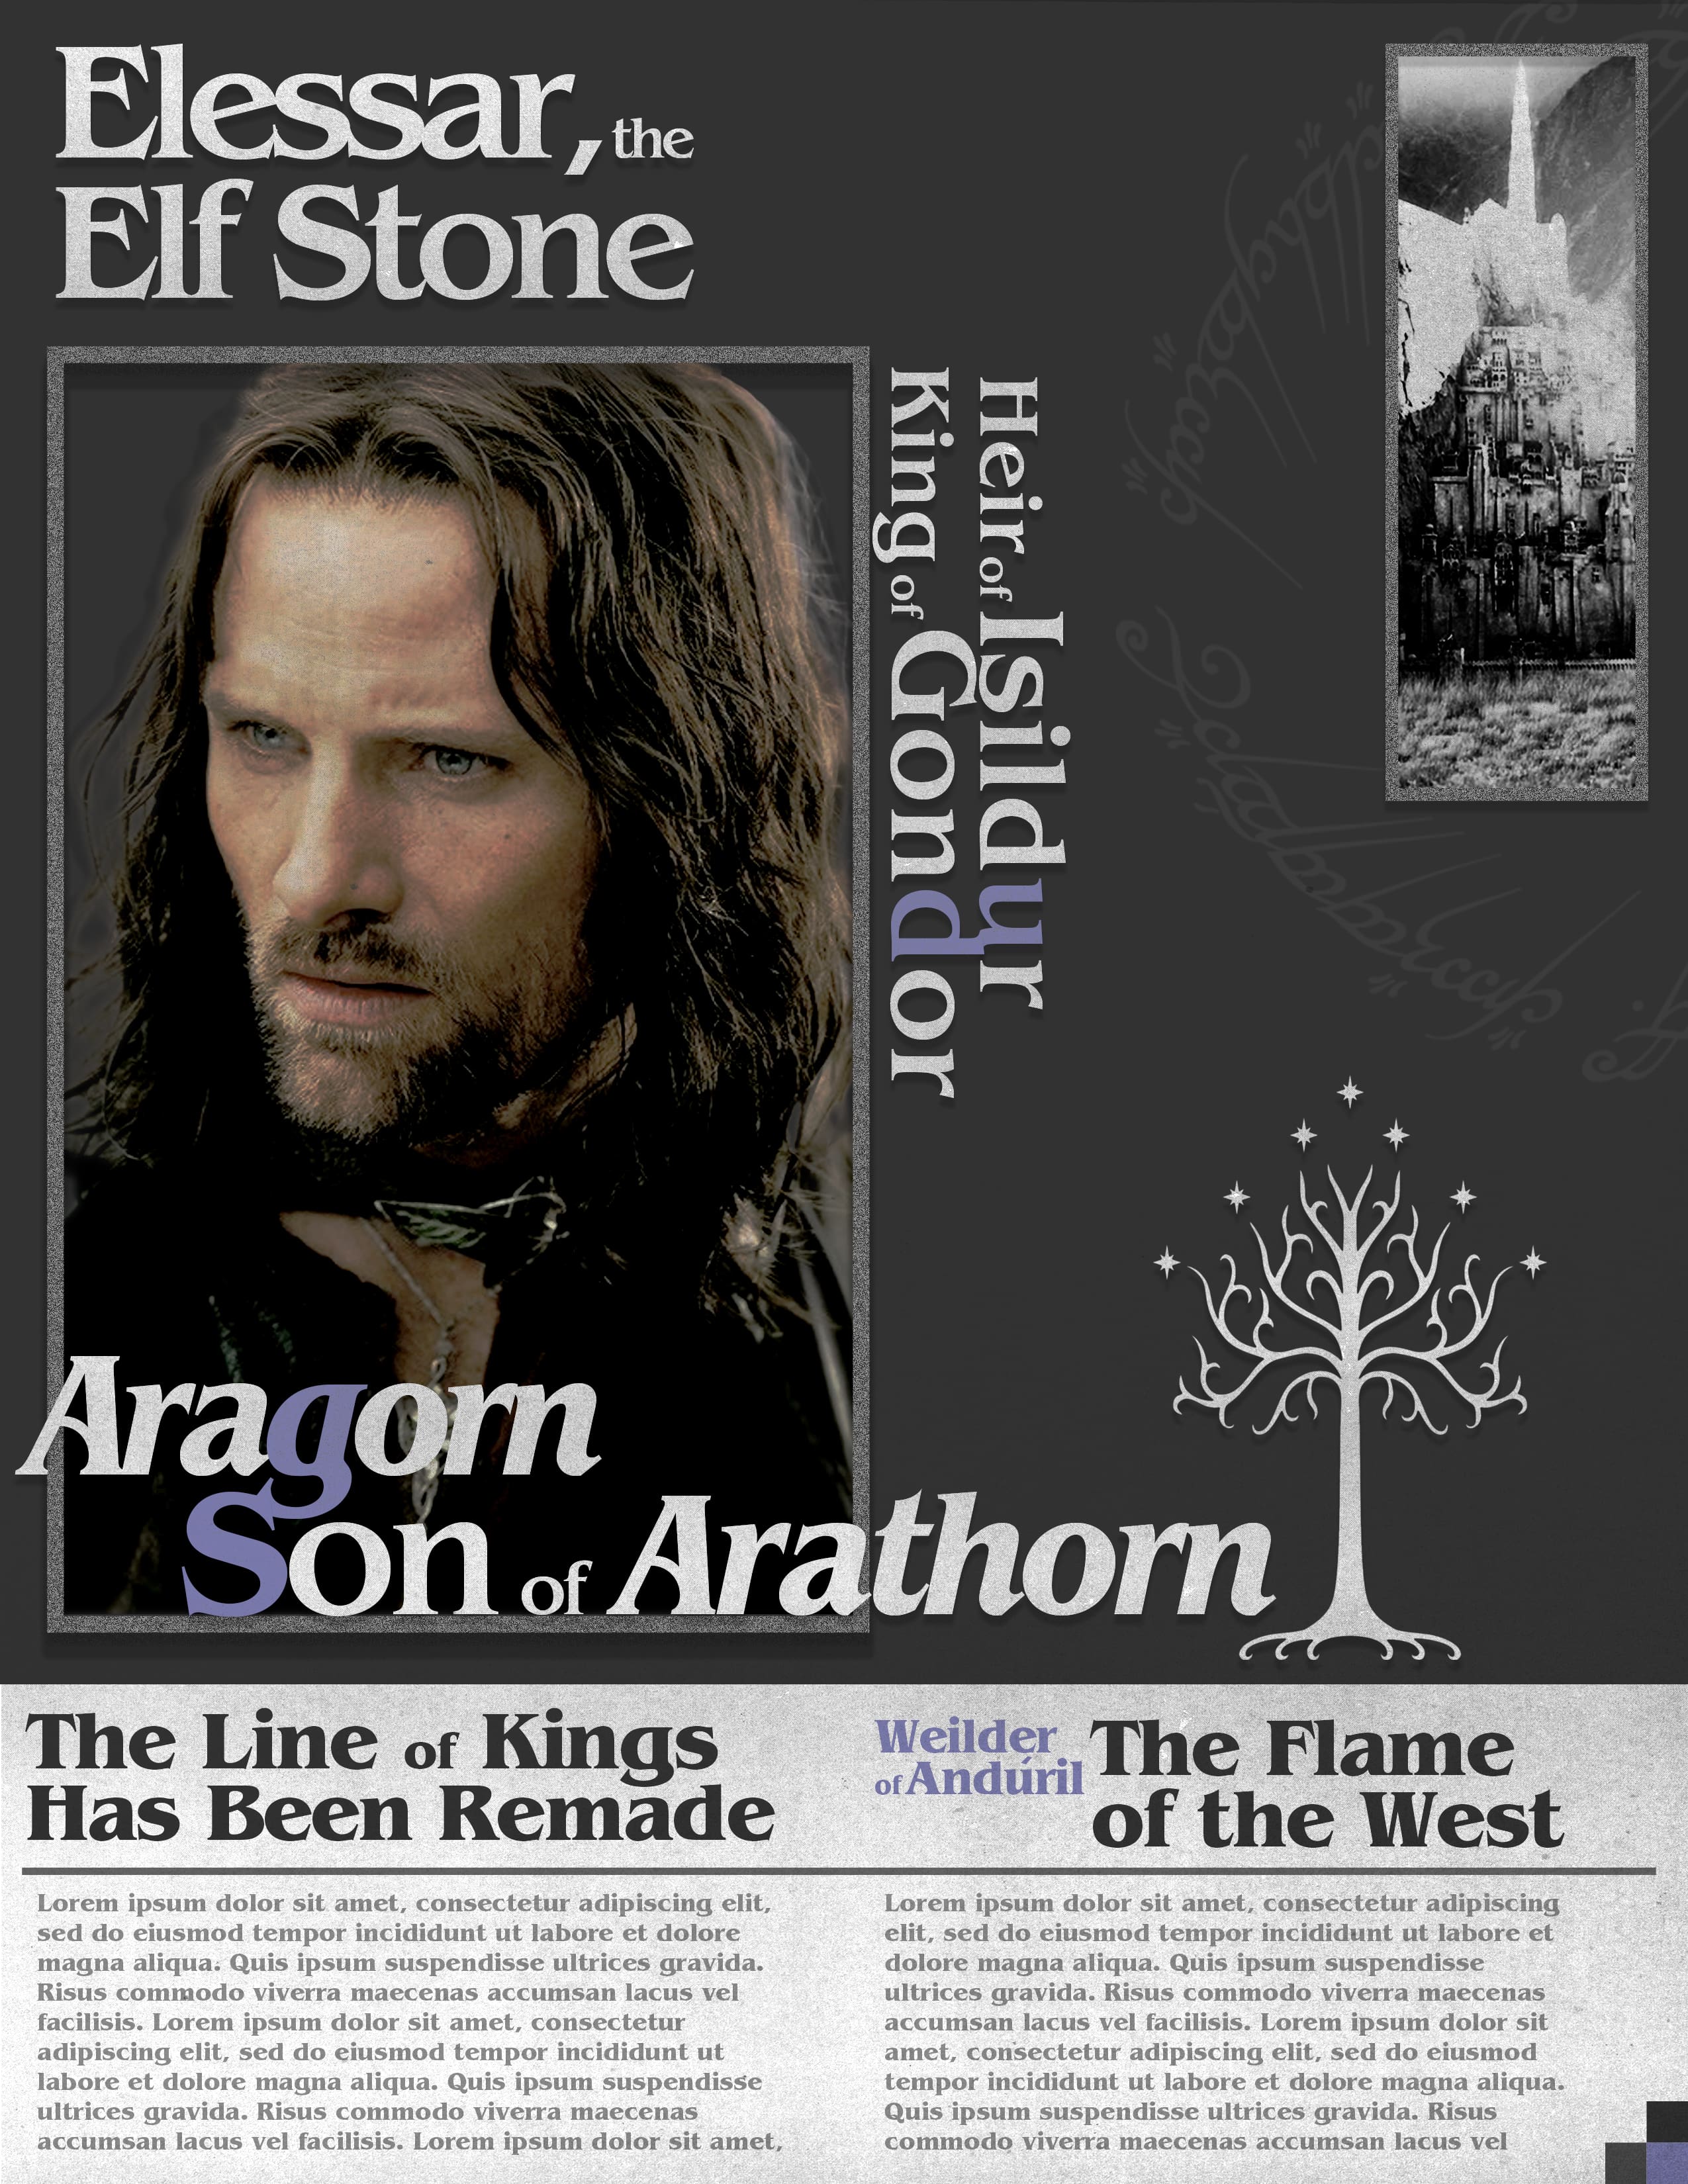 Elessar, the
Elf Stone
Heir of Isildur
King of Gondor
Aragorn
Son of Arathorn
The Line of Kings
Has Been Remade
Weilder
of Andúril
The Flame
of the West
Lorem ipsum dolor sit amet, consectetur adipiscing elit,
sed do eiusmod tempor incididunt ut labore et dolore
magna aliqua. Quis ipsum suspendisse ultrices gravida.
Risus commodo viverra maecenas accumsan lacus vel
facilisis. Lorem ipsum dolor sit amet, consectetur
adipiscing elit, sed do eiusmod tempor incididunt ut
labore et dolore magna aliqua. Quis ipsum suspendisse
ultrices gravida. Risus commodo viverra maecenas
accumsan lacus vel facilisis. Lorem ipsum dolor sit amet,
Lorem ipsum dolor sit amet, consectetur adipiscing
elit, sed do eiusmod tempor incididunt ut labore et
dolore magna aliqua. Quis ipsum suspendisse
ultrices gravida. Risus commodo viverra maecenas
accumsan lacus vel facilisis. Lorem ipsum dolor sit
amet, consectetur adipiscing elit, sed do eiusmod
tempor incididunt ut labore et dolore magna aliqua.
Quis ipsum suspendisse ultrices gravida. Risus
commodo viverra maecenas accumsan lacus vel